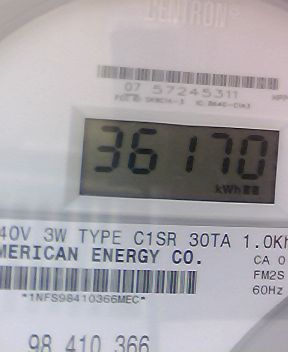 CENTRON®
07 57245311
36170
kWh
40V 3W TYPE C1SR 30TA 1.0Kh
MERICAN ENERGY CO.
CA 0
FM2S
60Hz
*1NFS98410366MEC*
98 410 366